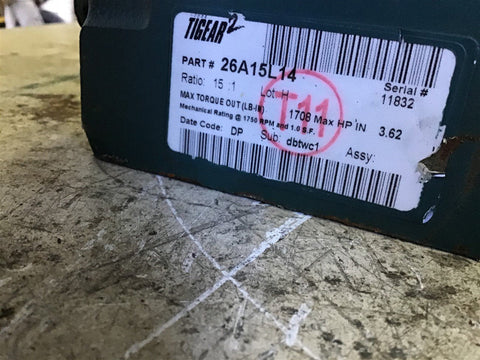 TIGEAR2
PART # 26A15L14
Serial #
Ratio: 15 :1 Lot: H 11832
MAX TORQUE OUT (LB-IN) 1708 Max HP IN 3.62
Mechanical Rating @ 1750 RPM and 1.0 S.F.
Date Code: DP Sub: dbtwc1 Assy:
T11